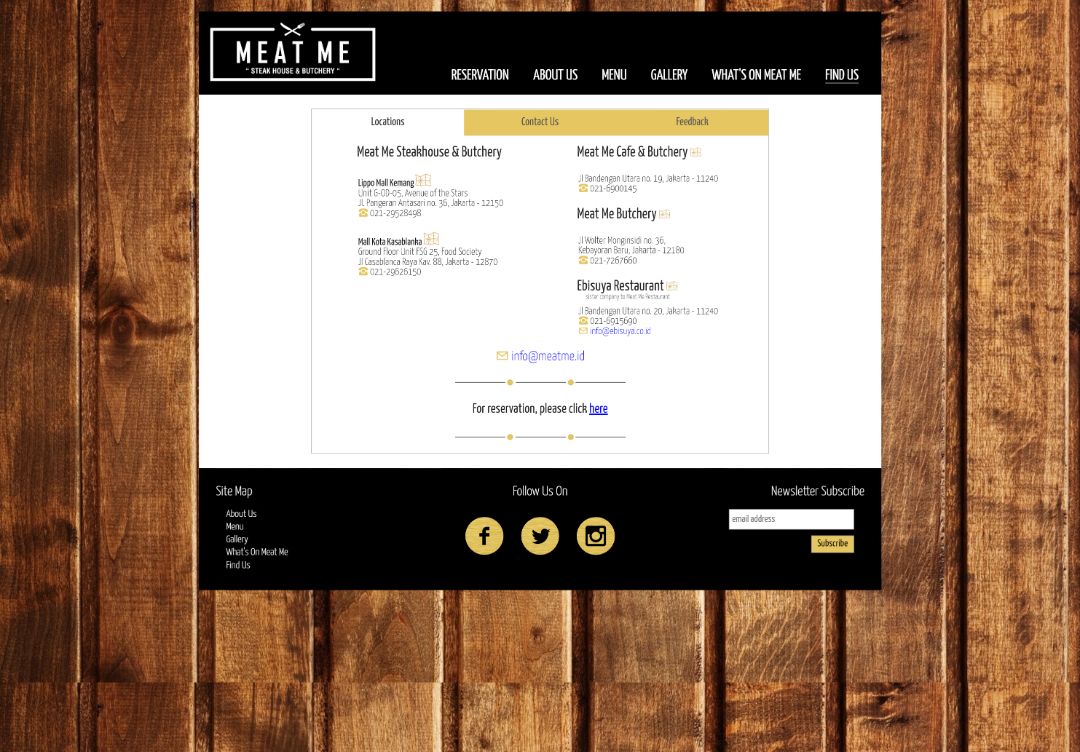 MEAT ME
"STEAK HOUSE & BUTCHERY"
RESERVATION ABOUT US MENU GALLERY WHAT'S ON MEAT ME FIND US
Locations Contact Us Feedback
Meat Me Steakhouse & Butchery
Lippo Mall Kemang
Unit G-OD-05, Avenue of the Stars
Jl. Pangeran Antasari no. 36, Jakarta - 12150
021-29528498
Mall Kota Kasablanka
Ground Floor Unit FSG 25, Food Society
Jl Casablanca Raya Kav. 88, Jakarta - 12870
021-29626150
Meat Me Cafe & Butchery
Jl Bandengan Utara no. 19, Jakarta - 11240
021-6900145
Meat Me Butchery
Jl Wolter Monginsidi no. 36,
Kebayoran Baru, Jakarta - 12180
021-7267660
Ebisuya Restaurant
sister company to Meat Me Restaurant
Jl Bandengan Utara no. 20, Jakarta - 11240
021-6915690
info@ebisuya.co.id
info@meatme.id
For reservation, please click here
Site Map
About Us
Menu
Gallery
What's On Meat Me
Find Us
Follow Us On
Newsletter Subscribe
email address
Subscribe